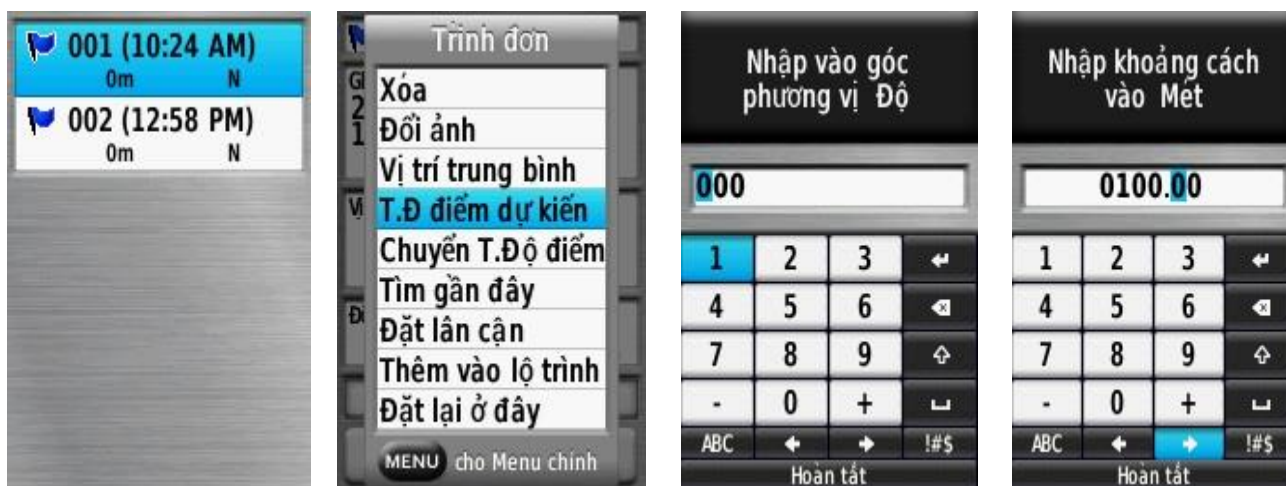 001 (10:24 AM)
0m N
002 (12:58 PM)
0m N
Trình đơn
Xóa
Đổi ảnh
Vị trí trung bình
T.Đ điểm dự kiến
Chuyển T.Độ điểm
Tìm gần đây
Đặt lân cận
Thêm vào lộ trình
Đặt lại ở đây
MENU cho Menu chính
Nhập vào góc
phương vị Độ
000
1 2 3
4 5 6
7 8 9
- 0 +
ABC !#$
Hoàn tất
Nhập khoảng cách
vào Mét
0100.00
1 2 3
4 5 6
7 8 9
- 0 +
ABC !#$
Hoàn tất